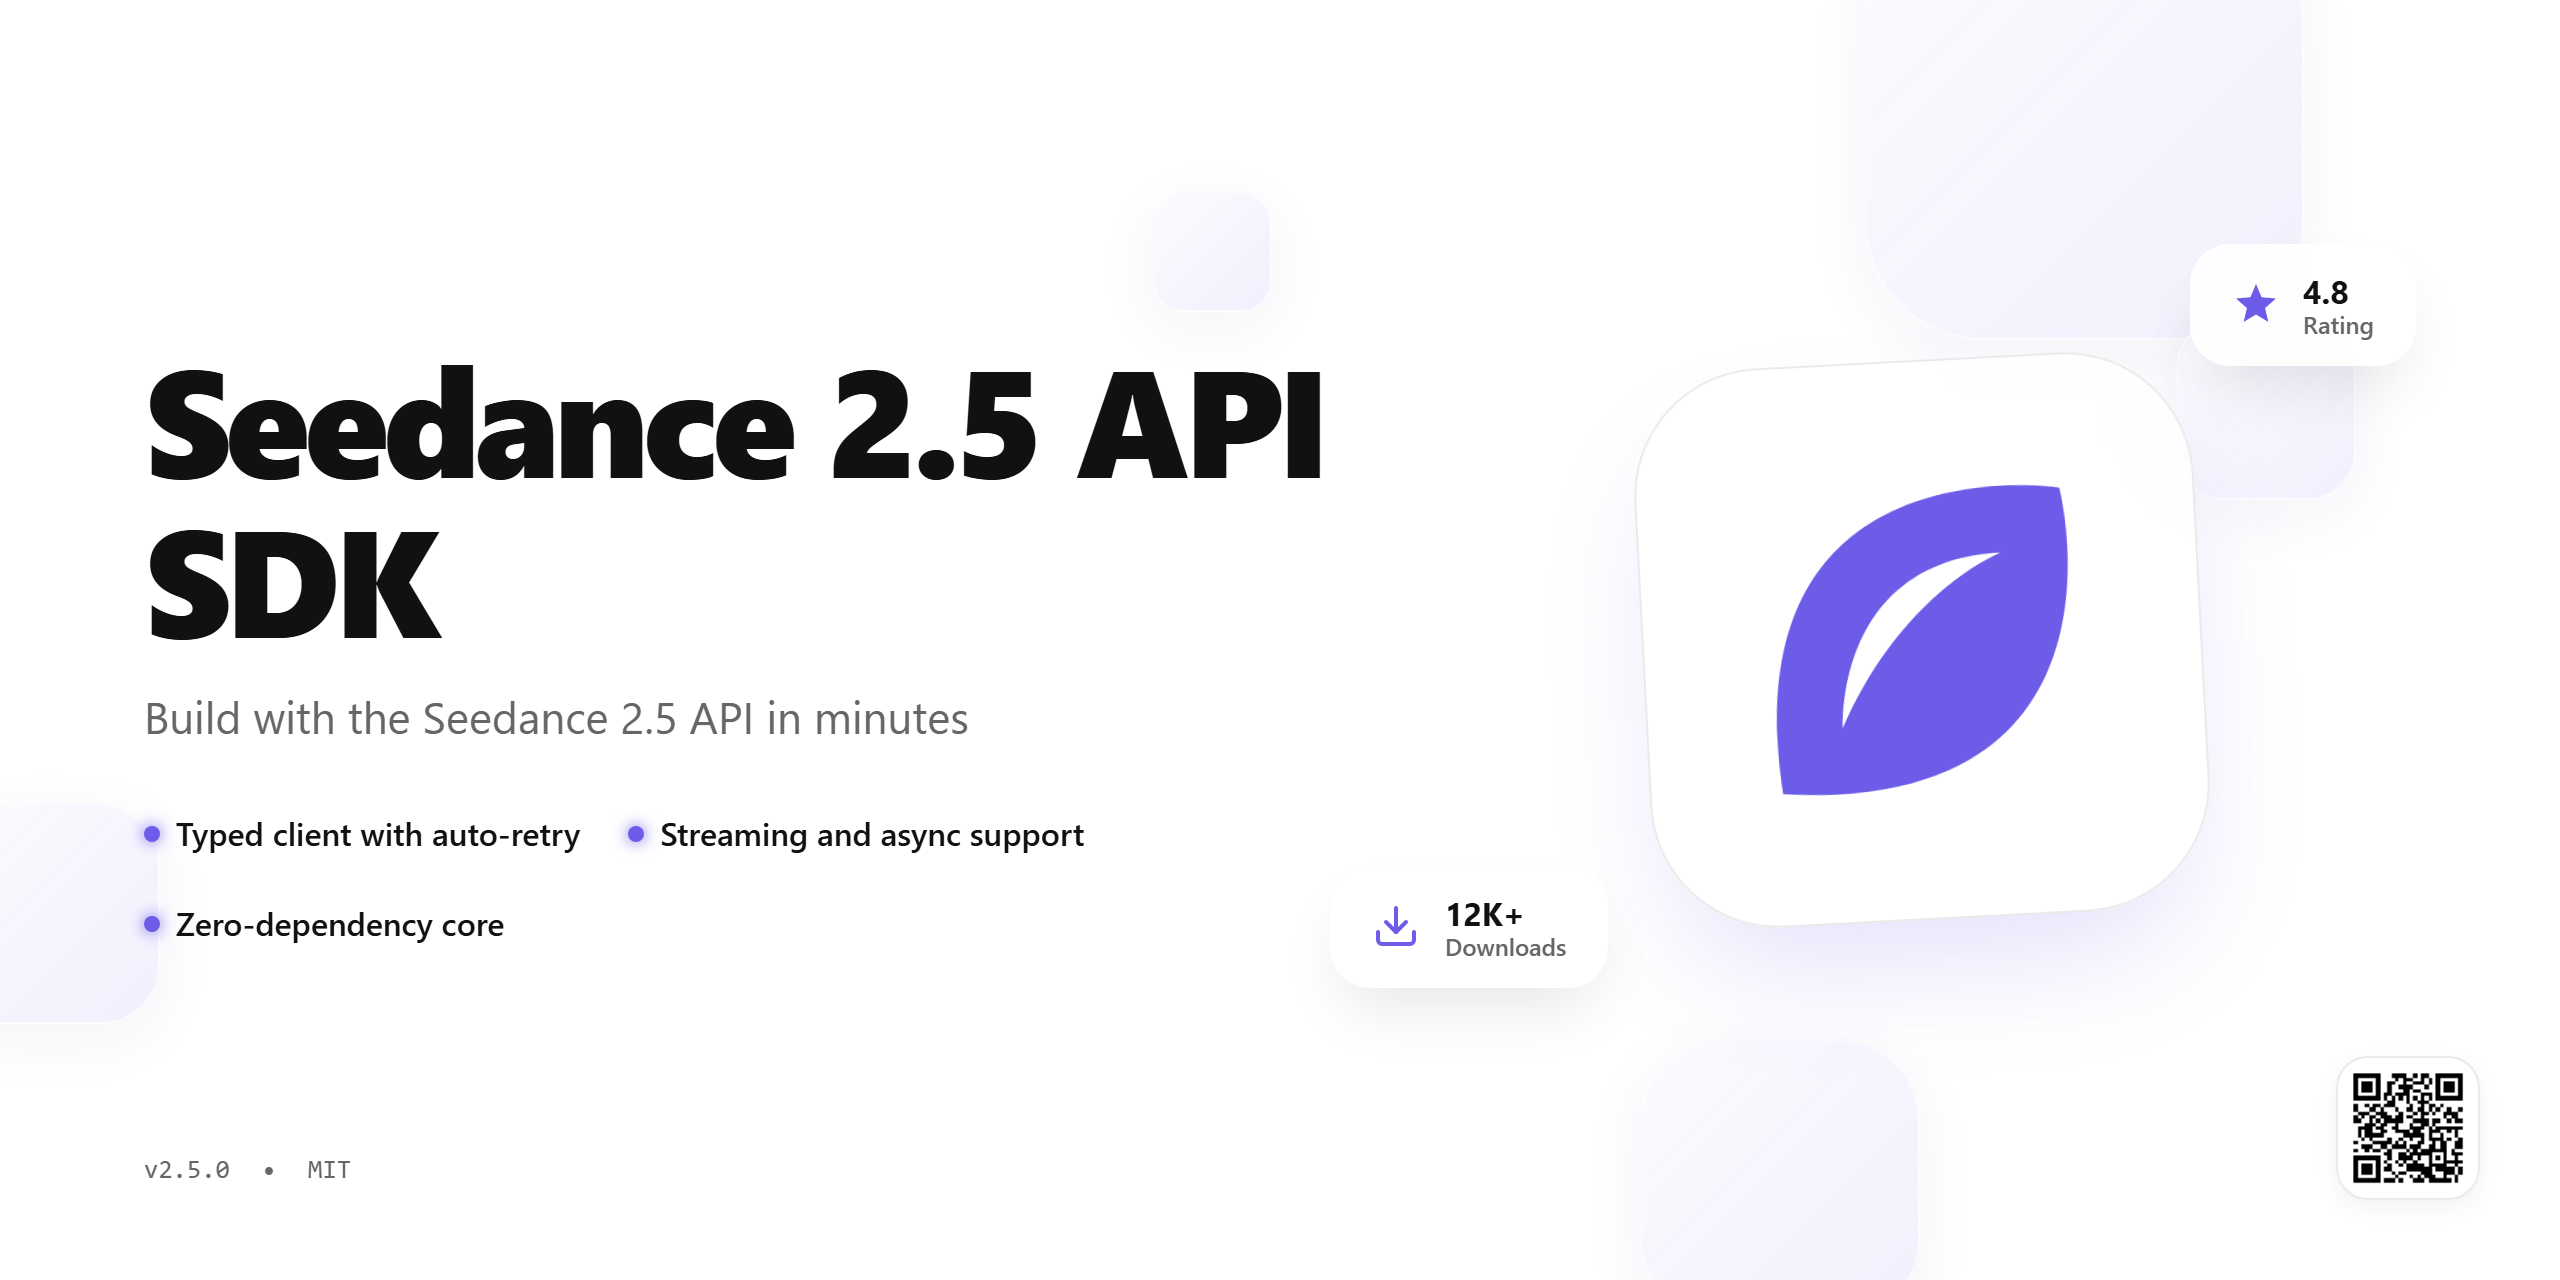 Seedance 2.5 API
SDK
Build with the Seedance 2.5 API in minutes
Typed client with auto-retry
Streaming and async support
Zero-dependency core
v2.5.0 • MIT
4.8
Rating
12K+
Downloads